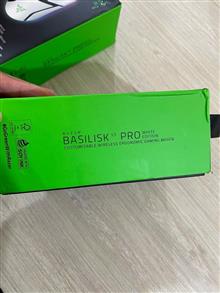 RAZER
BASILISK V3 PRO WHITE EDITION
CUSTOMIZABLE WIRELESS ERGONOMIC GAMING MOUSE